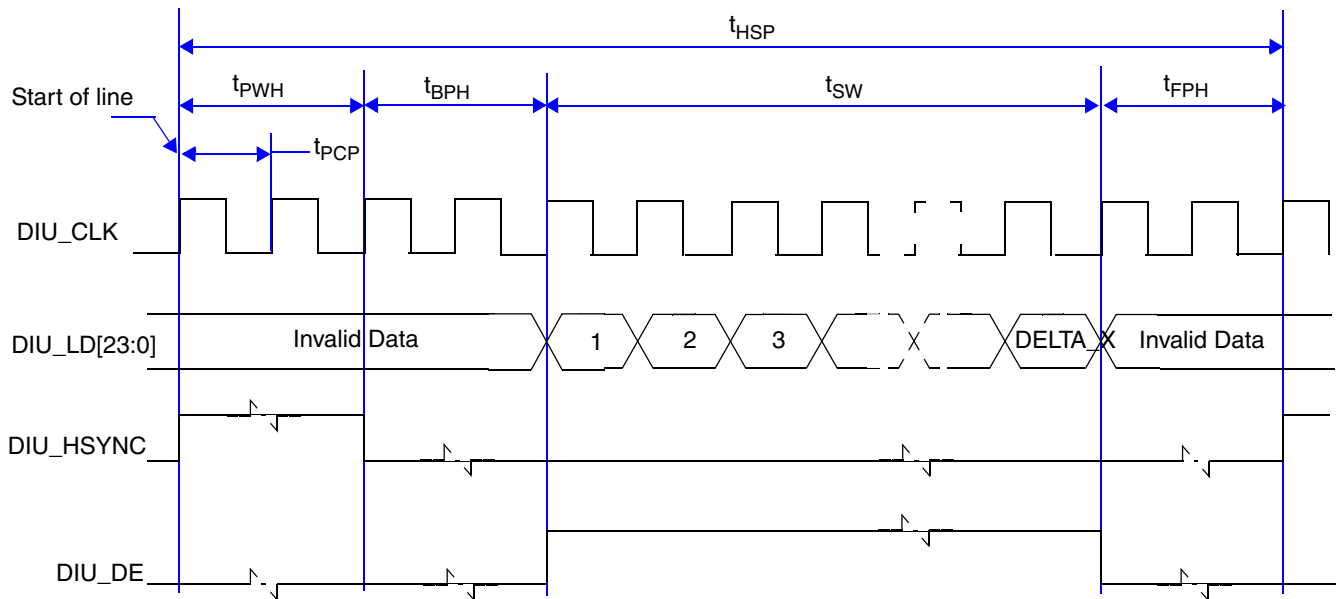 tHSP
tPWH tBPH tSW tFPH
Start of line
tPCP
DIU_CLK
DIU_LD[23:0] Invalid Data 1 2 3 DELTA_X Invalid Data
DIU_HSYNC
DIU_DE